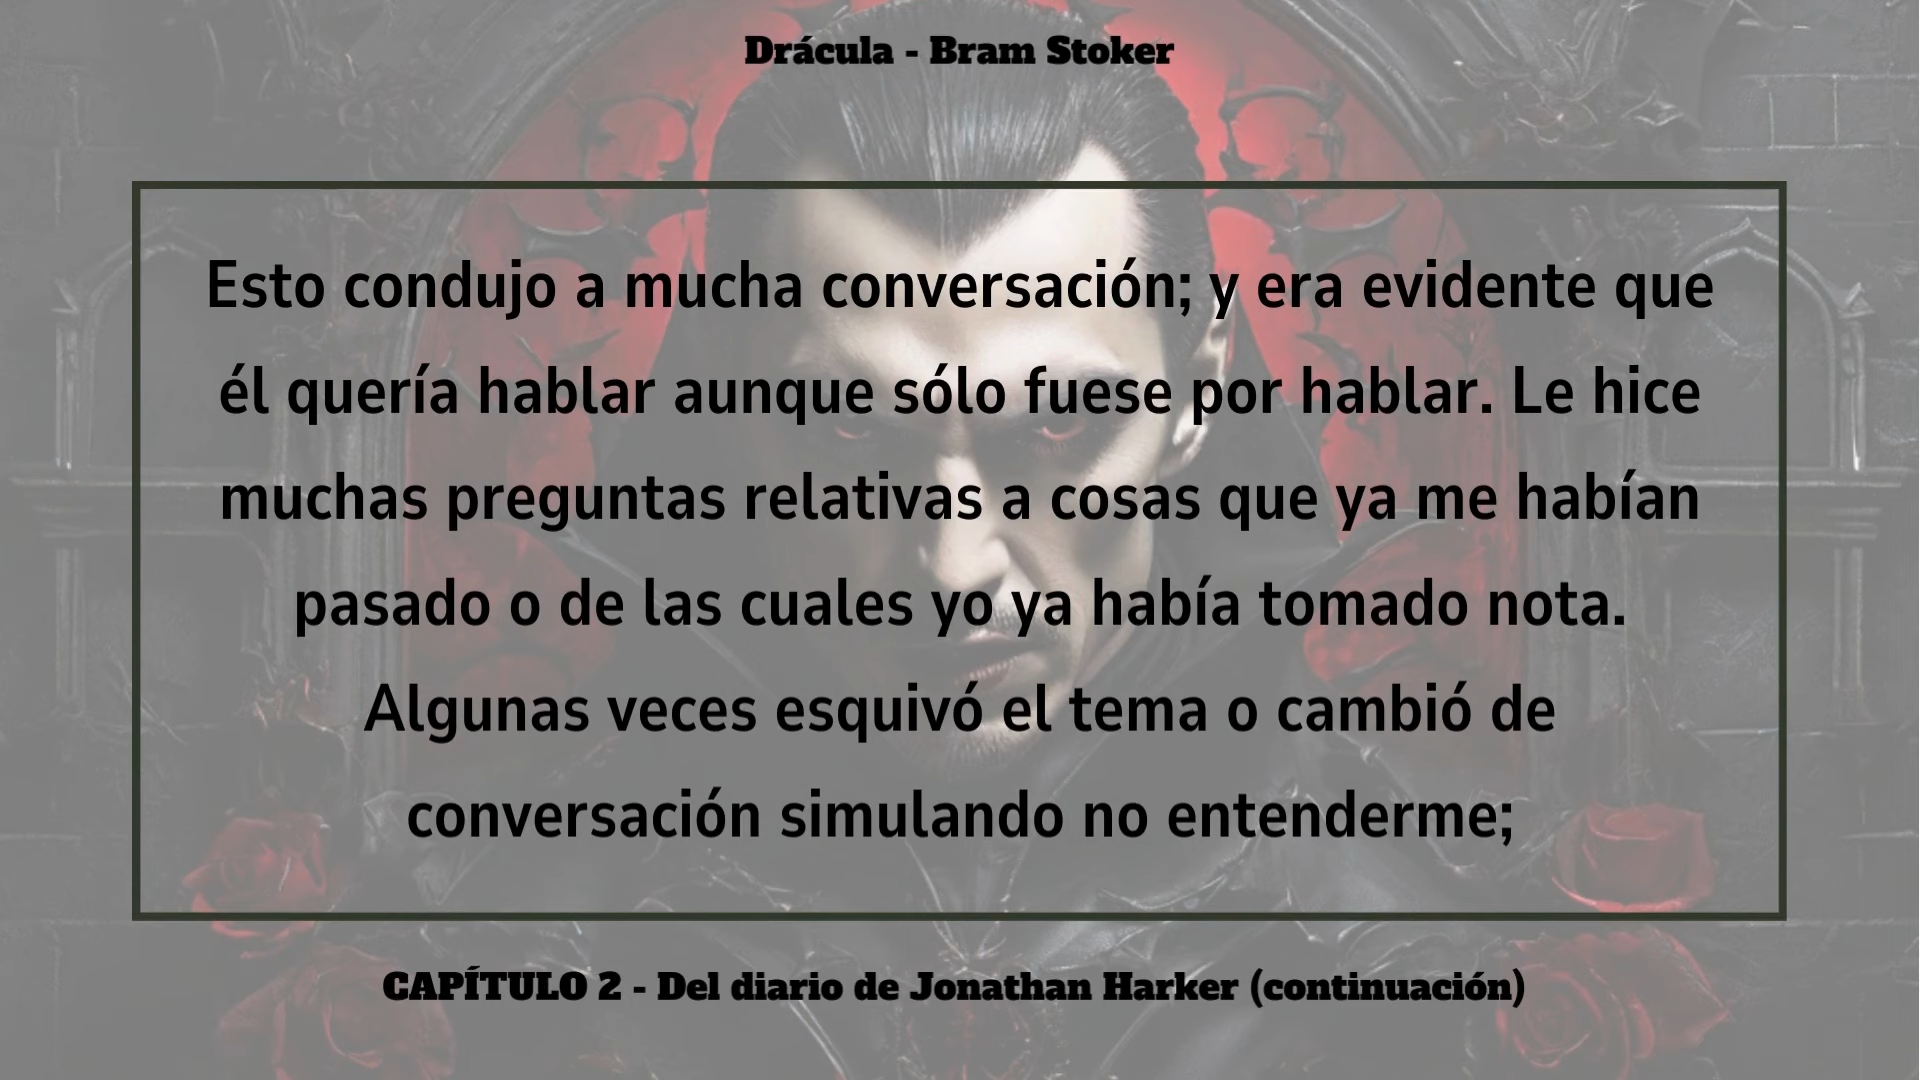 Drácula - Bram Stoker
Esto condujo a mucha conversación; y era evidente que
él quería hablar aunque sólo fuese por hablar. Le hice
muchas preguntas relativas a cosas que ya me habían
pasado o de las cuales yo ya había tomado nota.
Algunas veces esquivó el tema o cambió de
conversación simulando no entenderme;
CAPÍTULO 2 - Del diario de Jonathan Harker (continuación)